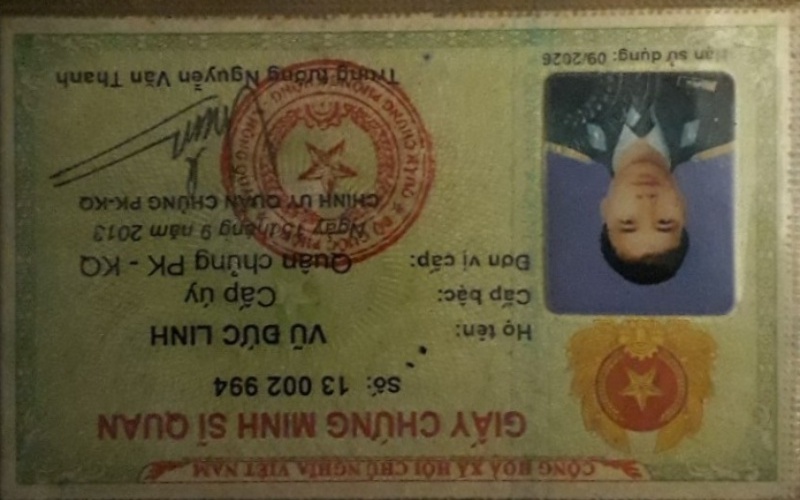 CỘNG HOÀ XÃ HỘI CHỦ NGHĨA VIỆT NAM
GIẤY CHỨNG MINH SĨ QUAN
Số: 13 002 994
Họ tên: VŨ ĐỨC LINH
Cấp bậc: Cấp úy
Đơn vị cấp: Quân chủng PK - KQ
Ngày 15 tháng 9 năm 2013
CHÍNH ỦY QUÂN CHỦNG PK-KQ
Trung tướng Nguyễn Văn Thanh
Hạn sử dụng: 09/2026